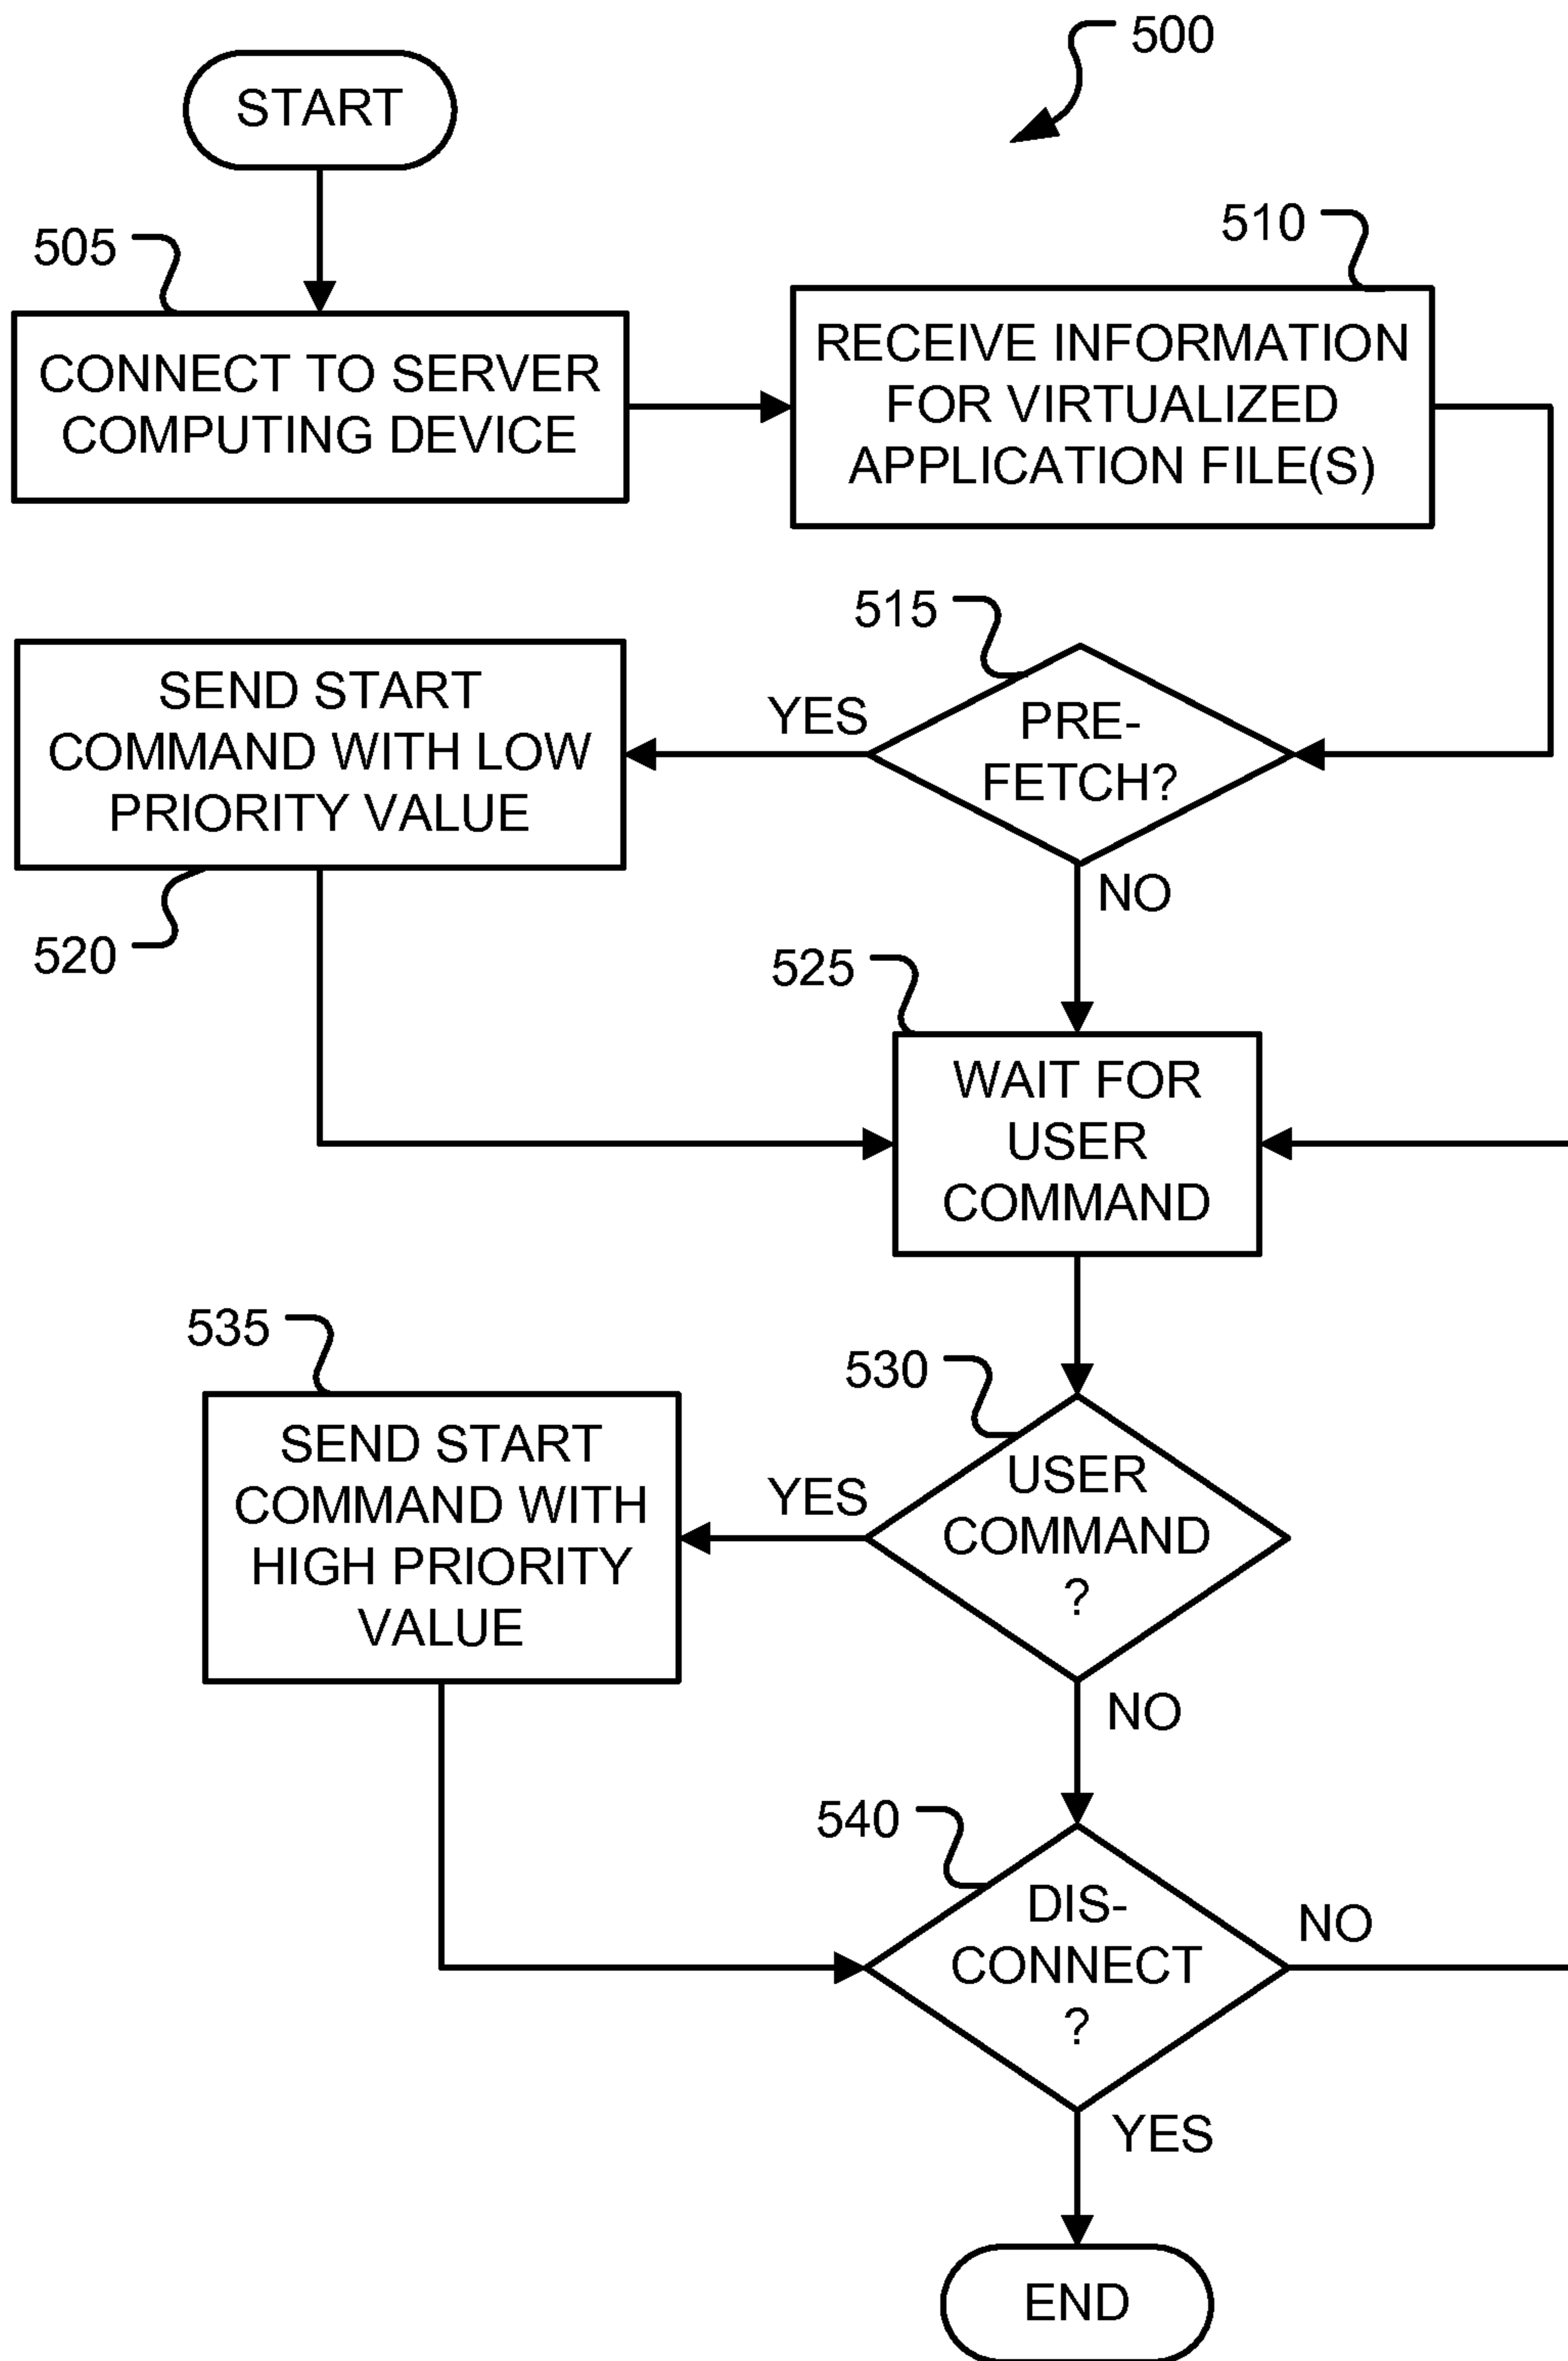 500
START
505
CONNECT TO SERVER
COMPUTING DEVICE
510
RECEIVE INFORMATION
FOR VIRTUALIZED
APPLICATION FILE(S)
515
PRE-
FETCH?
YES
NO
SEND START
COMMAND WITH LOW
PRIORITY VALUE
520
525
WAIT FOR
USER
COMMAND
530
USER
COMMAND
?
YES
NO
535
SEND START
COMMAND WITH
HIGH PRIORITY
VALUE
540
DIS-
CONNECT
?
NO
YES
END